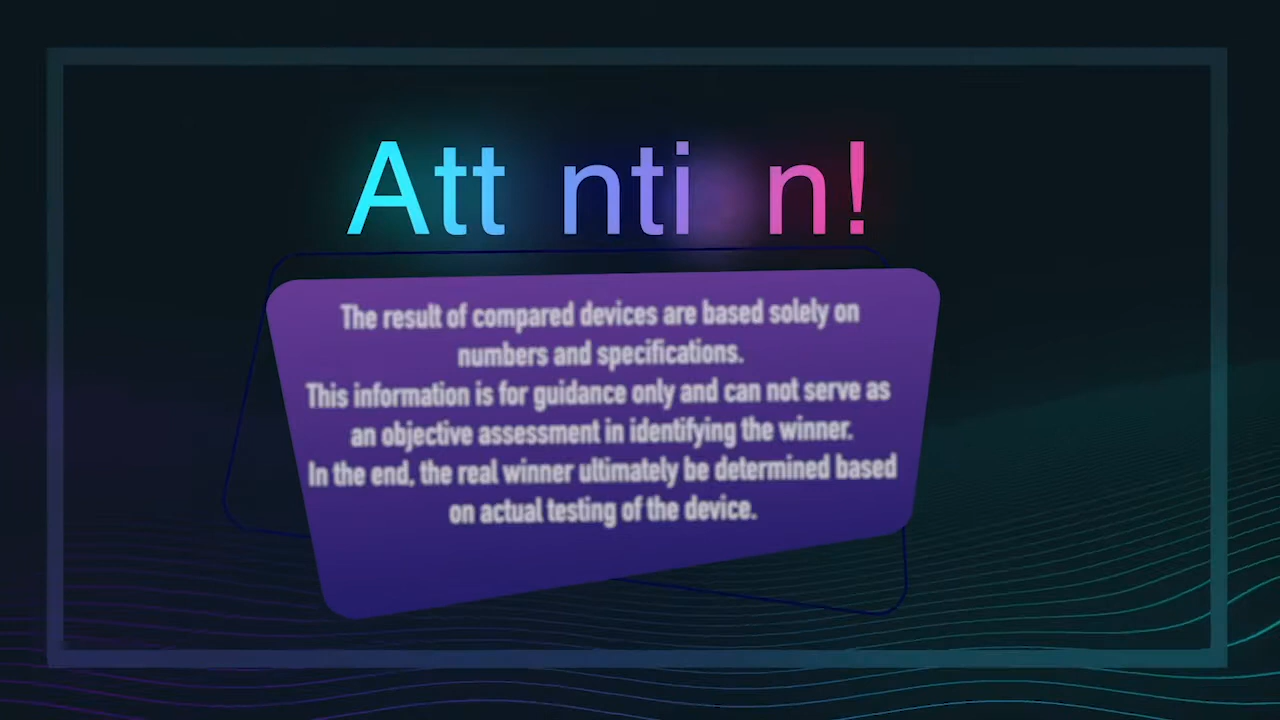 Att nti n!
The result of compared devices are based solely on
numbers and specifications.
This information is for guidance only and can not serve as
an objective assessment in identifying the winner.
In the end, the real winner ultimately be determined based
on actual testing of the device.